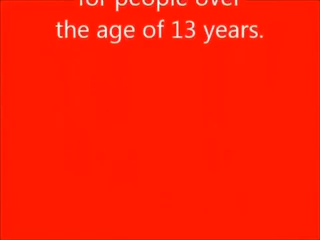 for people over
the age of 13 years.